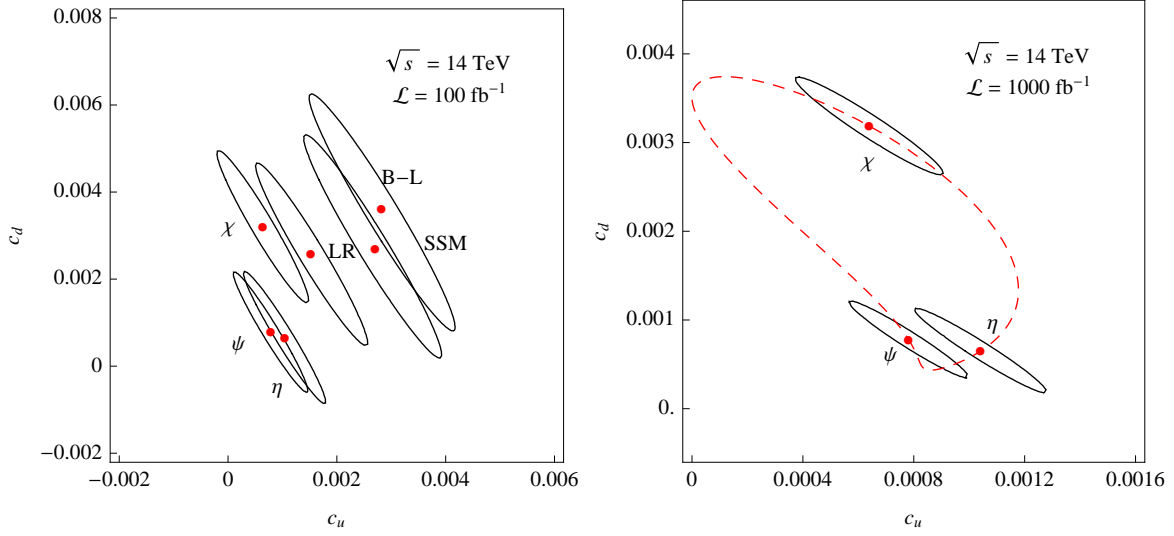 0.008
0.006
0.004
0.002
0
−0.002
c_d
−0.002
0
0.002
0.004
0.006
c_u
√s = 14 TeV
ℒ = 100 fb⁻¹
B−L
χ
LR
SSM
ψ
η
0.004
0.003
0.002
0.001
0.
c_d
0
0.0004
0.0008
0.0012
0.0016
c_u
√s = 14 TeV
ℒ = 1000 fb⁻¹
χ
η
ψ